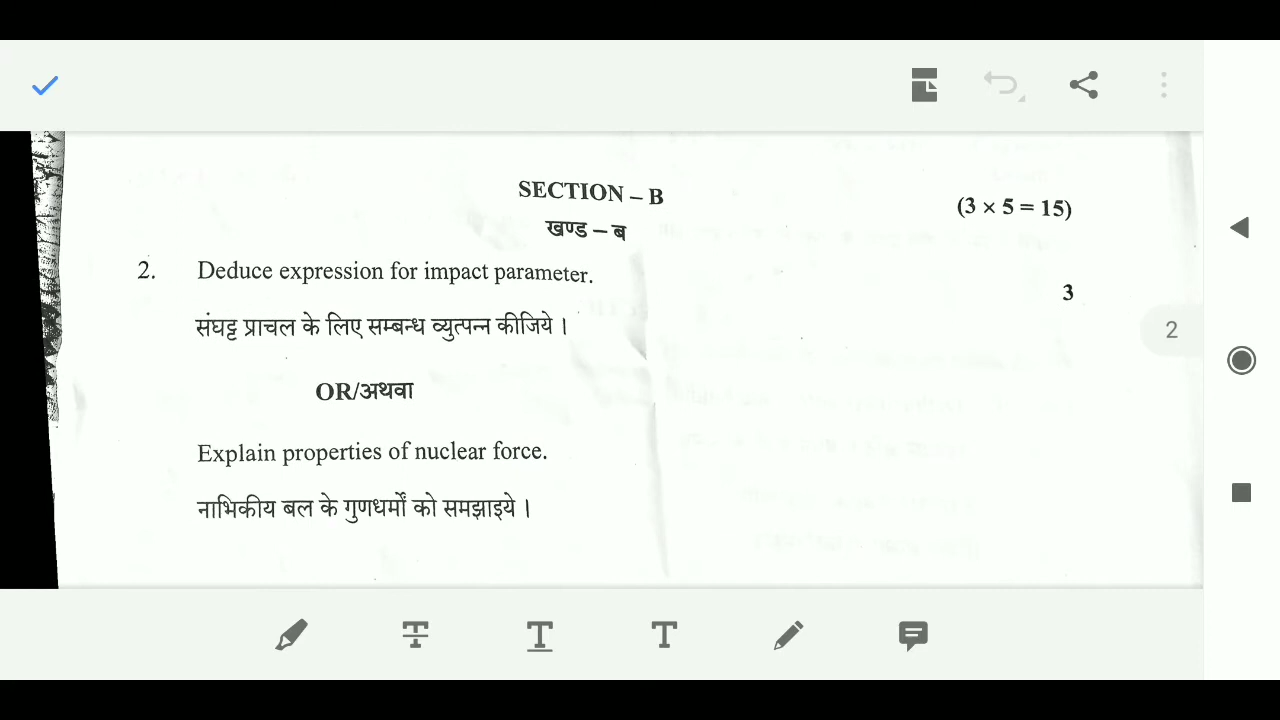 SECTION – B
(3 × 5 = 15)
खण्ड – ब
2. Deduce expression for impact parameter.
3
संघट्ट प्राचल के लिए सम्बन्ध व्युत्पन्न कीजिये ।
2
OR/अथवा
Explain properties of nuclear force.
नाभिकीय बल के गुणधर्मों को समझाइये ।